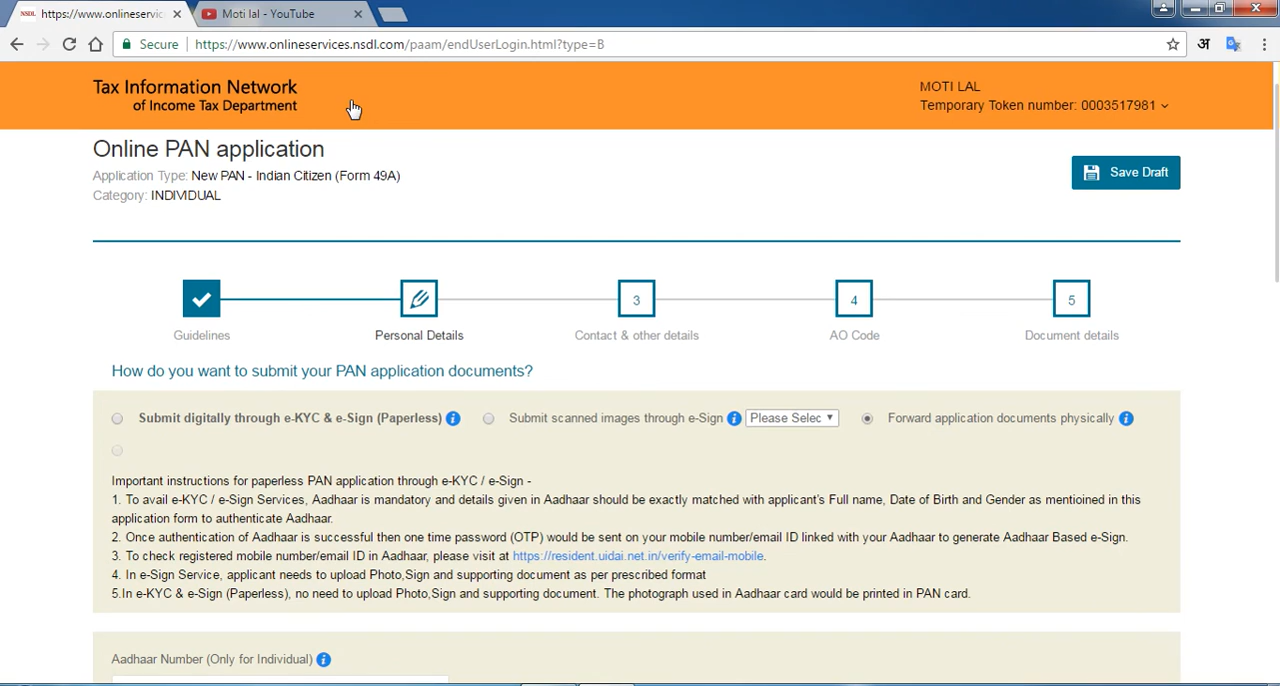 https://www.onlineservic
Moti lal - YouTube
Secure
https://www.onlineservices.nsdl.com/paam/endUserLogin.html?type=B
अ
Tax Information Network
of Income Tax Department
MOTI LAL
Temporary Token number: 0003517981
Online PAN application
Application Type: New PAN - Indian Citizen (Form 49A)
Category: INDIVIDUAL
Save Draft
3
4
5
Guidelines
Personal Details
Contact & other details
AO Code
Document details
How do you want to submit your PAN application documents?
Submit digitally through e-KYC & e-Sign (Paperless)
Submit scanned images through e-Sign
Please Selec
Forward application documents physically
Important instructions for paperless PAN application through e-KYC / e-Sign -
1. To avail e-KYC / e-Sign Services, Aadhaar is mandatory and details given in Aadhaar should be exactly matched with applicant's Full name, Date of Birth and Gender as mentioined in this
application form to authenticate Aadhaar.
2. Once authentication of Aadhaar is successful then one time password (OTP) would be sent on your mobile number/email ID linked with your Aadhaar to generate Aadhaar Based e-Sign.
3. To check registered mobile number/email ID in Aadhaar, please visit at https://resident.uidai.net.in/verify-email-mobile.
4. In e-Sign Service, applicant needs to upload Photo,Sign and supporting document as per prescribed format
5.In e-KYC & e-Sign (Paperless), no need to upload Photo,Sign and supporting document. The photograph used in Aadhaar card would be printed in PAN card.
Aadhaar Number (Only for Individual)